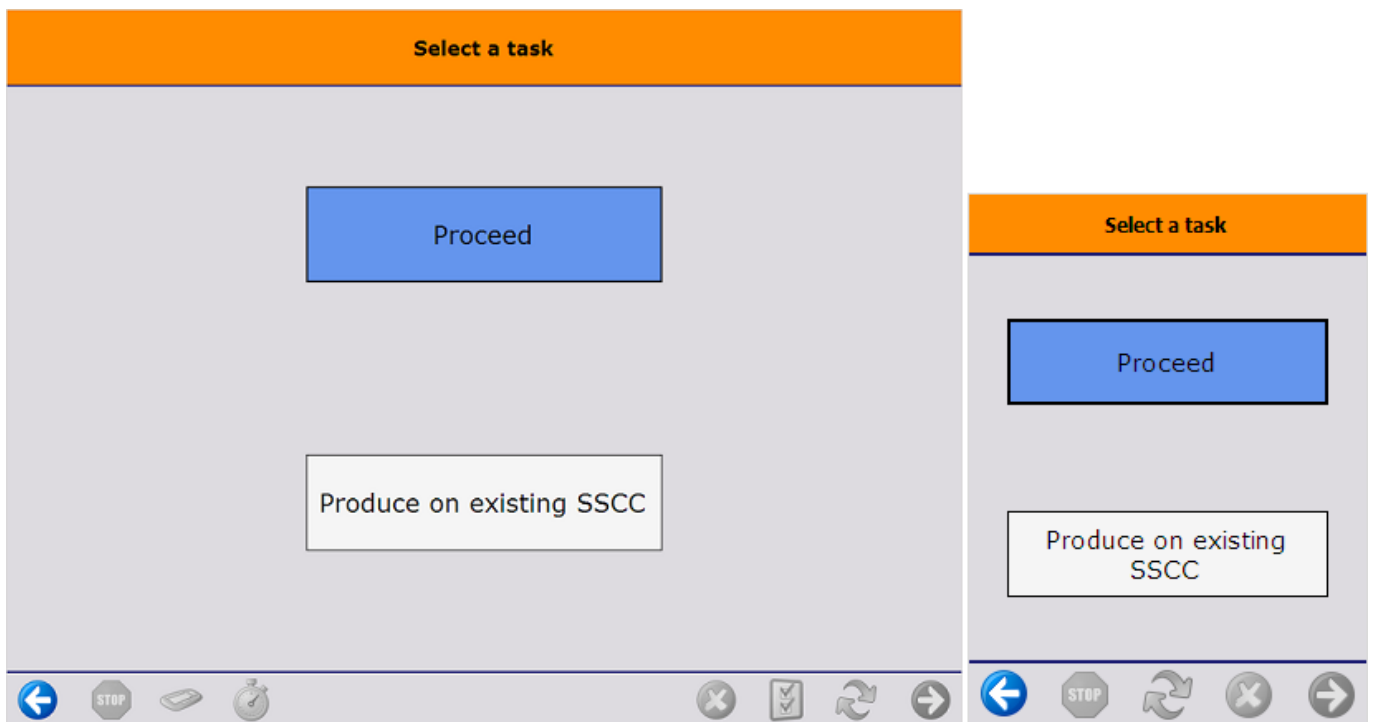 Select a task
Proceed
Produce on existing SSCC
STOP
Select a task
Proceed
Produce on existing
SSCC
STOP